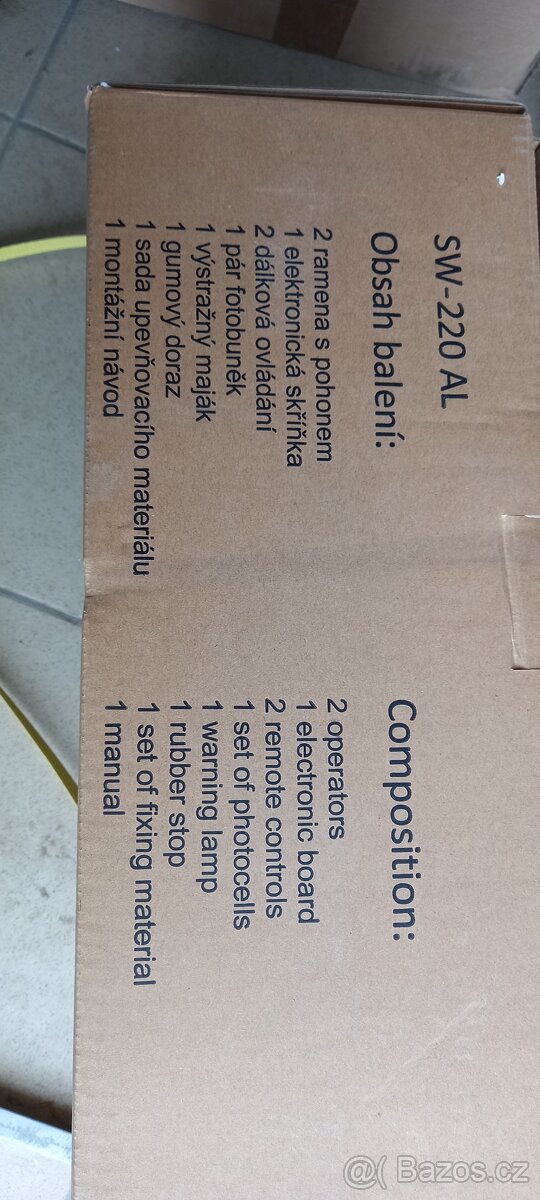 SW-220 AL
Obsah balení:
2 ramena s pohonem
1 elektronická skříňka
2 dálková ovládání
1 pár fotobuněk
1 výstražný maják
1 gumový doraz
1 sada upevňovacího materiálu
1 montážní návod
Composition:
2 operators
1 electronic board
2 remote controls
1 set of photocells
1 warning lamp
1 rubber stop
1 set of fixing material
1 manual
Bazos.cz